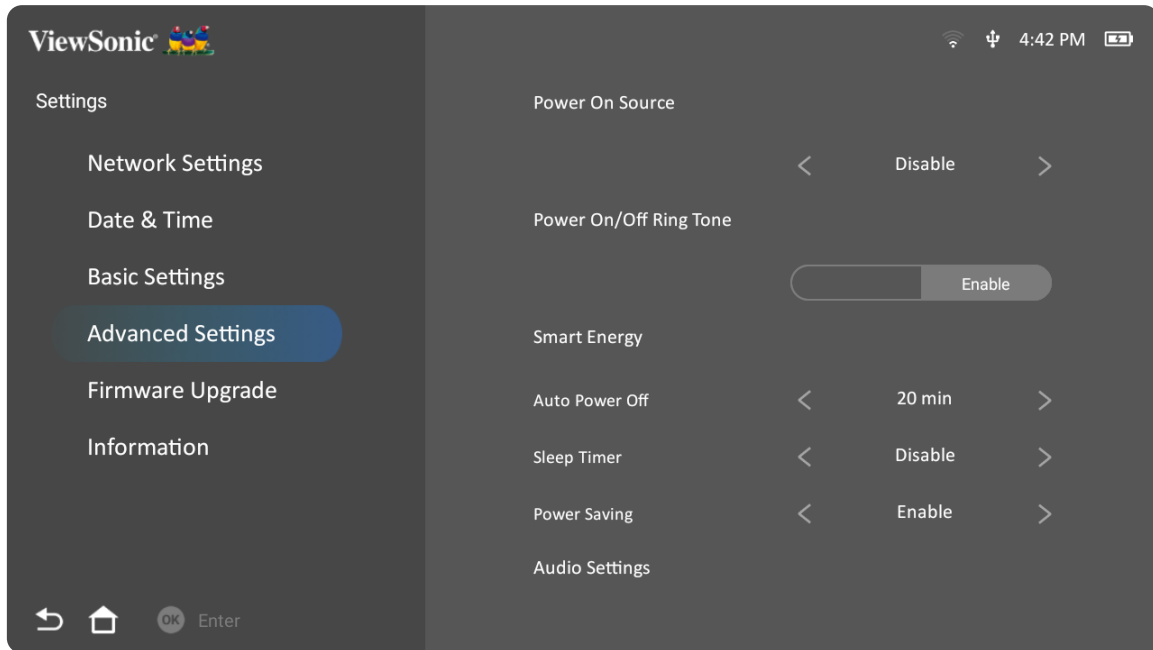 ViewSonic
4:42 PM
Settings
Network Settings
Date & Time
Basic Settings
Advanced Settings
Firmware Upgrade
Information
OK Enter
Power On Source
Disable
Power On/Off Ring Tone
Enable
Smart Energy
Auto Power Off 20 min
Sleep Timer Disable
Power Saving Enable
Audio Settings